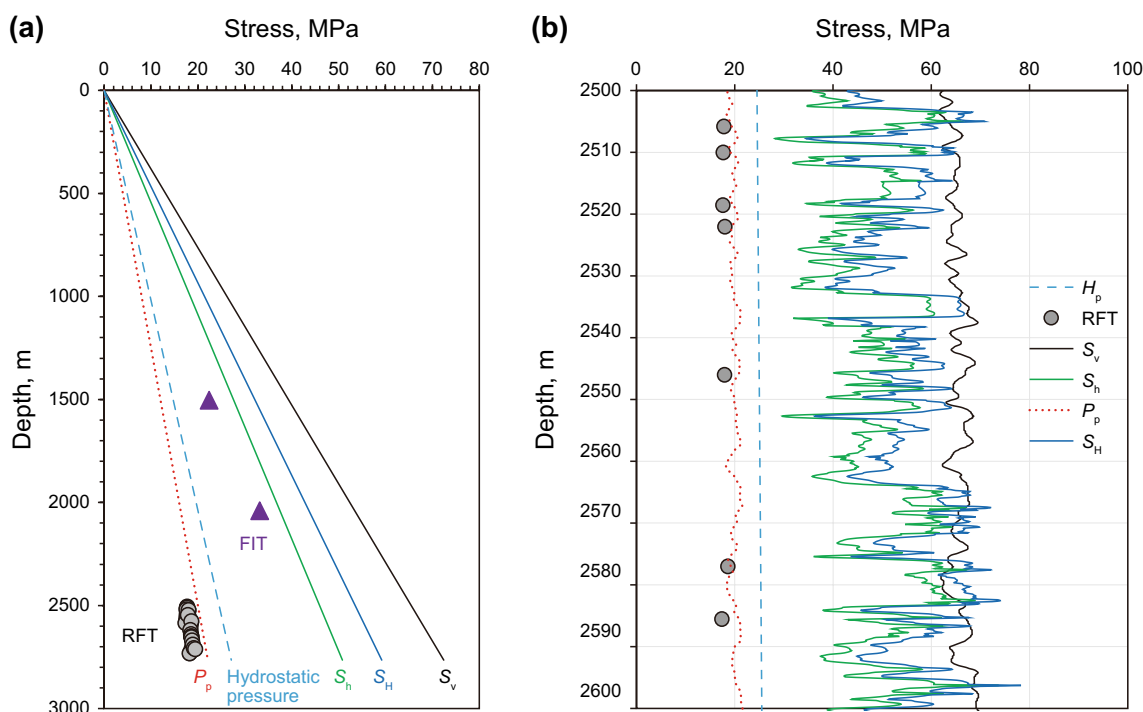 (a)
Stress, MPa
0 10 20 30 40 50 60 70 80
0
500
1000
1500
2000
2500
3000
Depth, m
FIT
RFT
Pp
Hydrostatic
pressure
Sh
SH
Sv
(b)
Stress, MPa
0 20 40 60 80 100
2500
2510
2520
2530
2540
2550
2560
2570
2580
2590
2600
Depth, m
Hp
RFT
Sv
Sh
Pp
SH